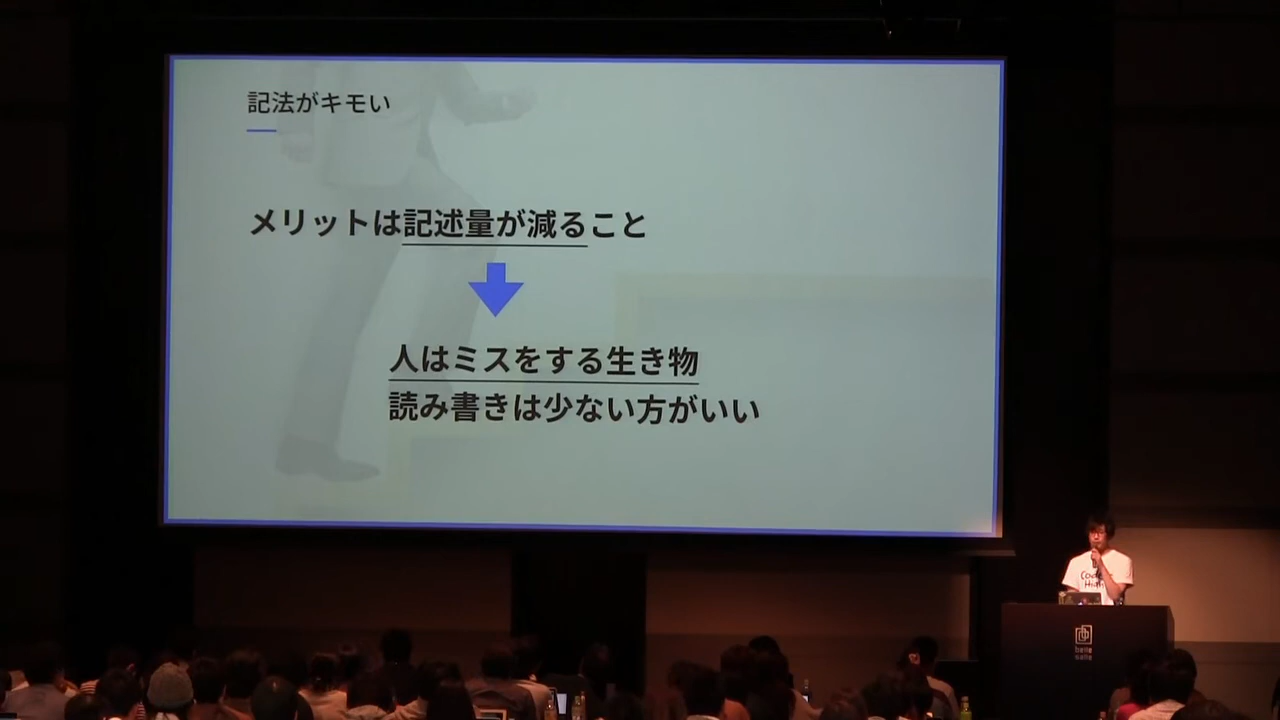 記法がキモい
メリットは記述量が減ること
人はミスをする生き物
読み書きは少ない方がいい
belle
salle